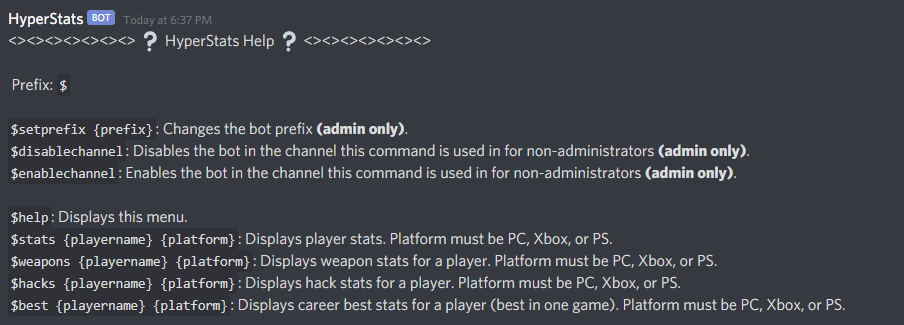 HyperStats BOT Today at 6:37 PM
<><><><><><><> ❔ HyperStats Help ❔ <><><><><><><>
Prefix: $
$setprefix {prefix}: Changes the bot prefix (admin only).
$disablechannel: Disables the bot in the channel this command is used in for non-administrators (admin only).
$enablechannel: Enables the bot in the channel this command is used in for non-administrators (admin only).
$help: Displays this menu.
$stats {playername} {platform}: Displays player stats. Platform must be PC, Xbox, or PS.
$weapons {playername} {platform}: Displays weapon stats for a player. Platform must be PC, Xbox, or PS.
$hacks {playername} {platform}: Displays hack stats for a player. Platform must be PC, Xbox, or PS.
$best {playername} {platform}: Displays career best stats for a player (best in one game). Platform must be PC, Xbox, or PS.